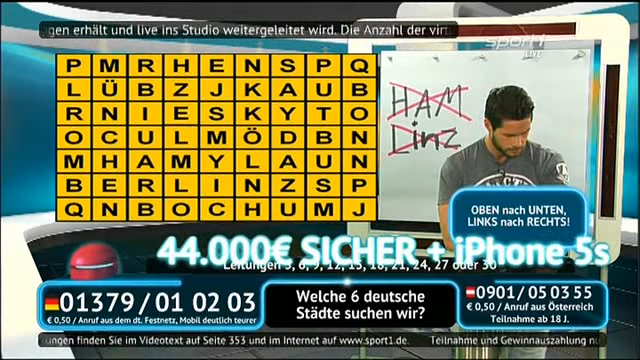 gen erhält und live ins Studio weitergeleitet wird. Die Anzahl der virt
sport1
LIVE
P M R H E N S P Q
L Ü B Z J K A U B
R N I E S K Y T O
O C U L M Ö D B N
M H A M Y L A U N
B E R L I N Z S P
Q N B O C H U M J
HAM
Linz
OBEN nach UNTEN,
LINKS nach RECHTS!
44.000€ SICHER + iPhone 5s
Leitungen 3, 6, 9, 12, 15, 18, 21, 24, 27 oder 30
01379/01 02 03
€ 0,50 / Anruf aus dem dt. Festnetz, Mobil deutlich teurer
Welche 6 deutsche
Städte suchen wir?
0901/05 03 55
€ 0,50 / Anruf aus Österreich
Teilnahme ab 18 J.
ungen finden Sie im Videotext auf Seite 353 und im Internet auf www.sport1.de. Teilnahme und Gewinnauszahlung nu